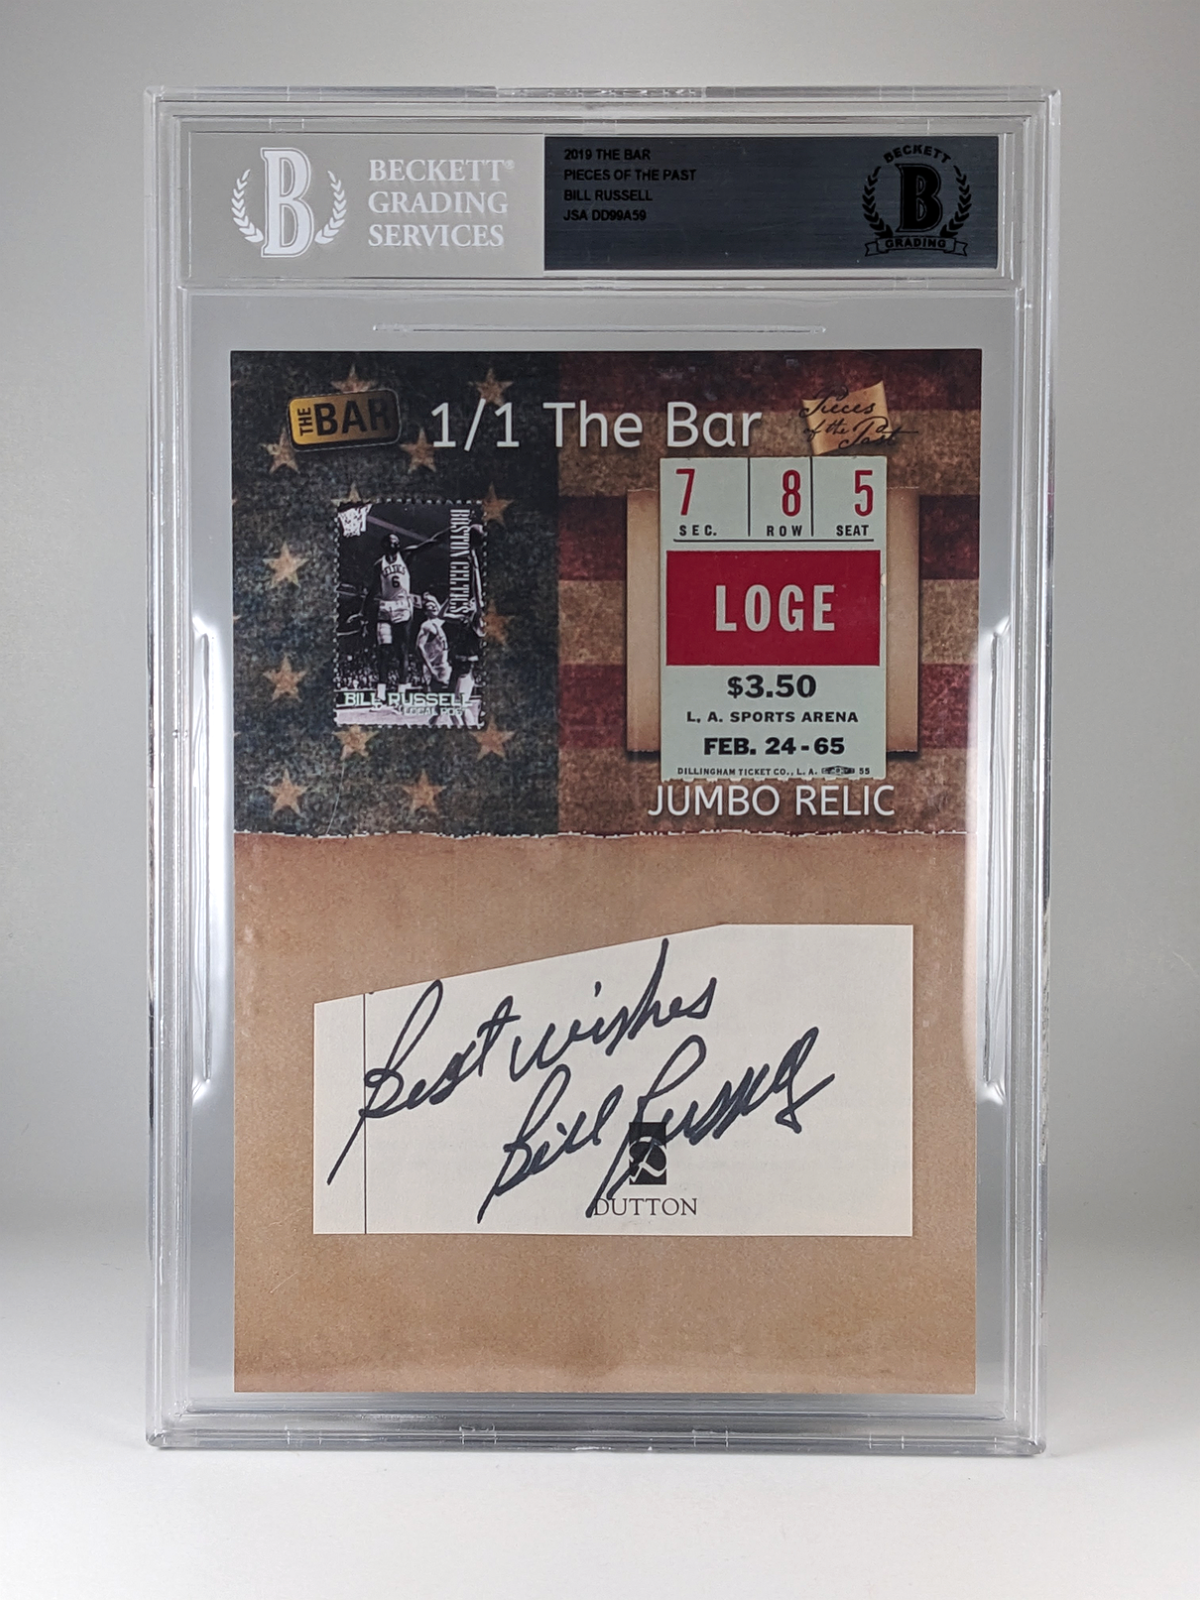 BECKETT®
GRADING
SERVICES
2019 THE BAR
PIECES OF THE PAST
BILL RUSSELL
JSA DD99A59
BECKETT
B
GRADING
THE BAR
1/1 The Bar
Pieces
of the Past
7 8 5
SEC. ROW SEAT
LOGE
$3.50
L. A. SPORTS ARENA
FEB. 24-65
DILLINGHAM TICKET CO., L. A. 55
JUMBO RELIC
BOSTON CELTICS
6
BILL RUSSELL
Best wishes
Bill Russell
DUTTON